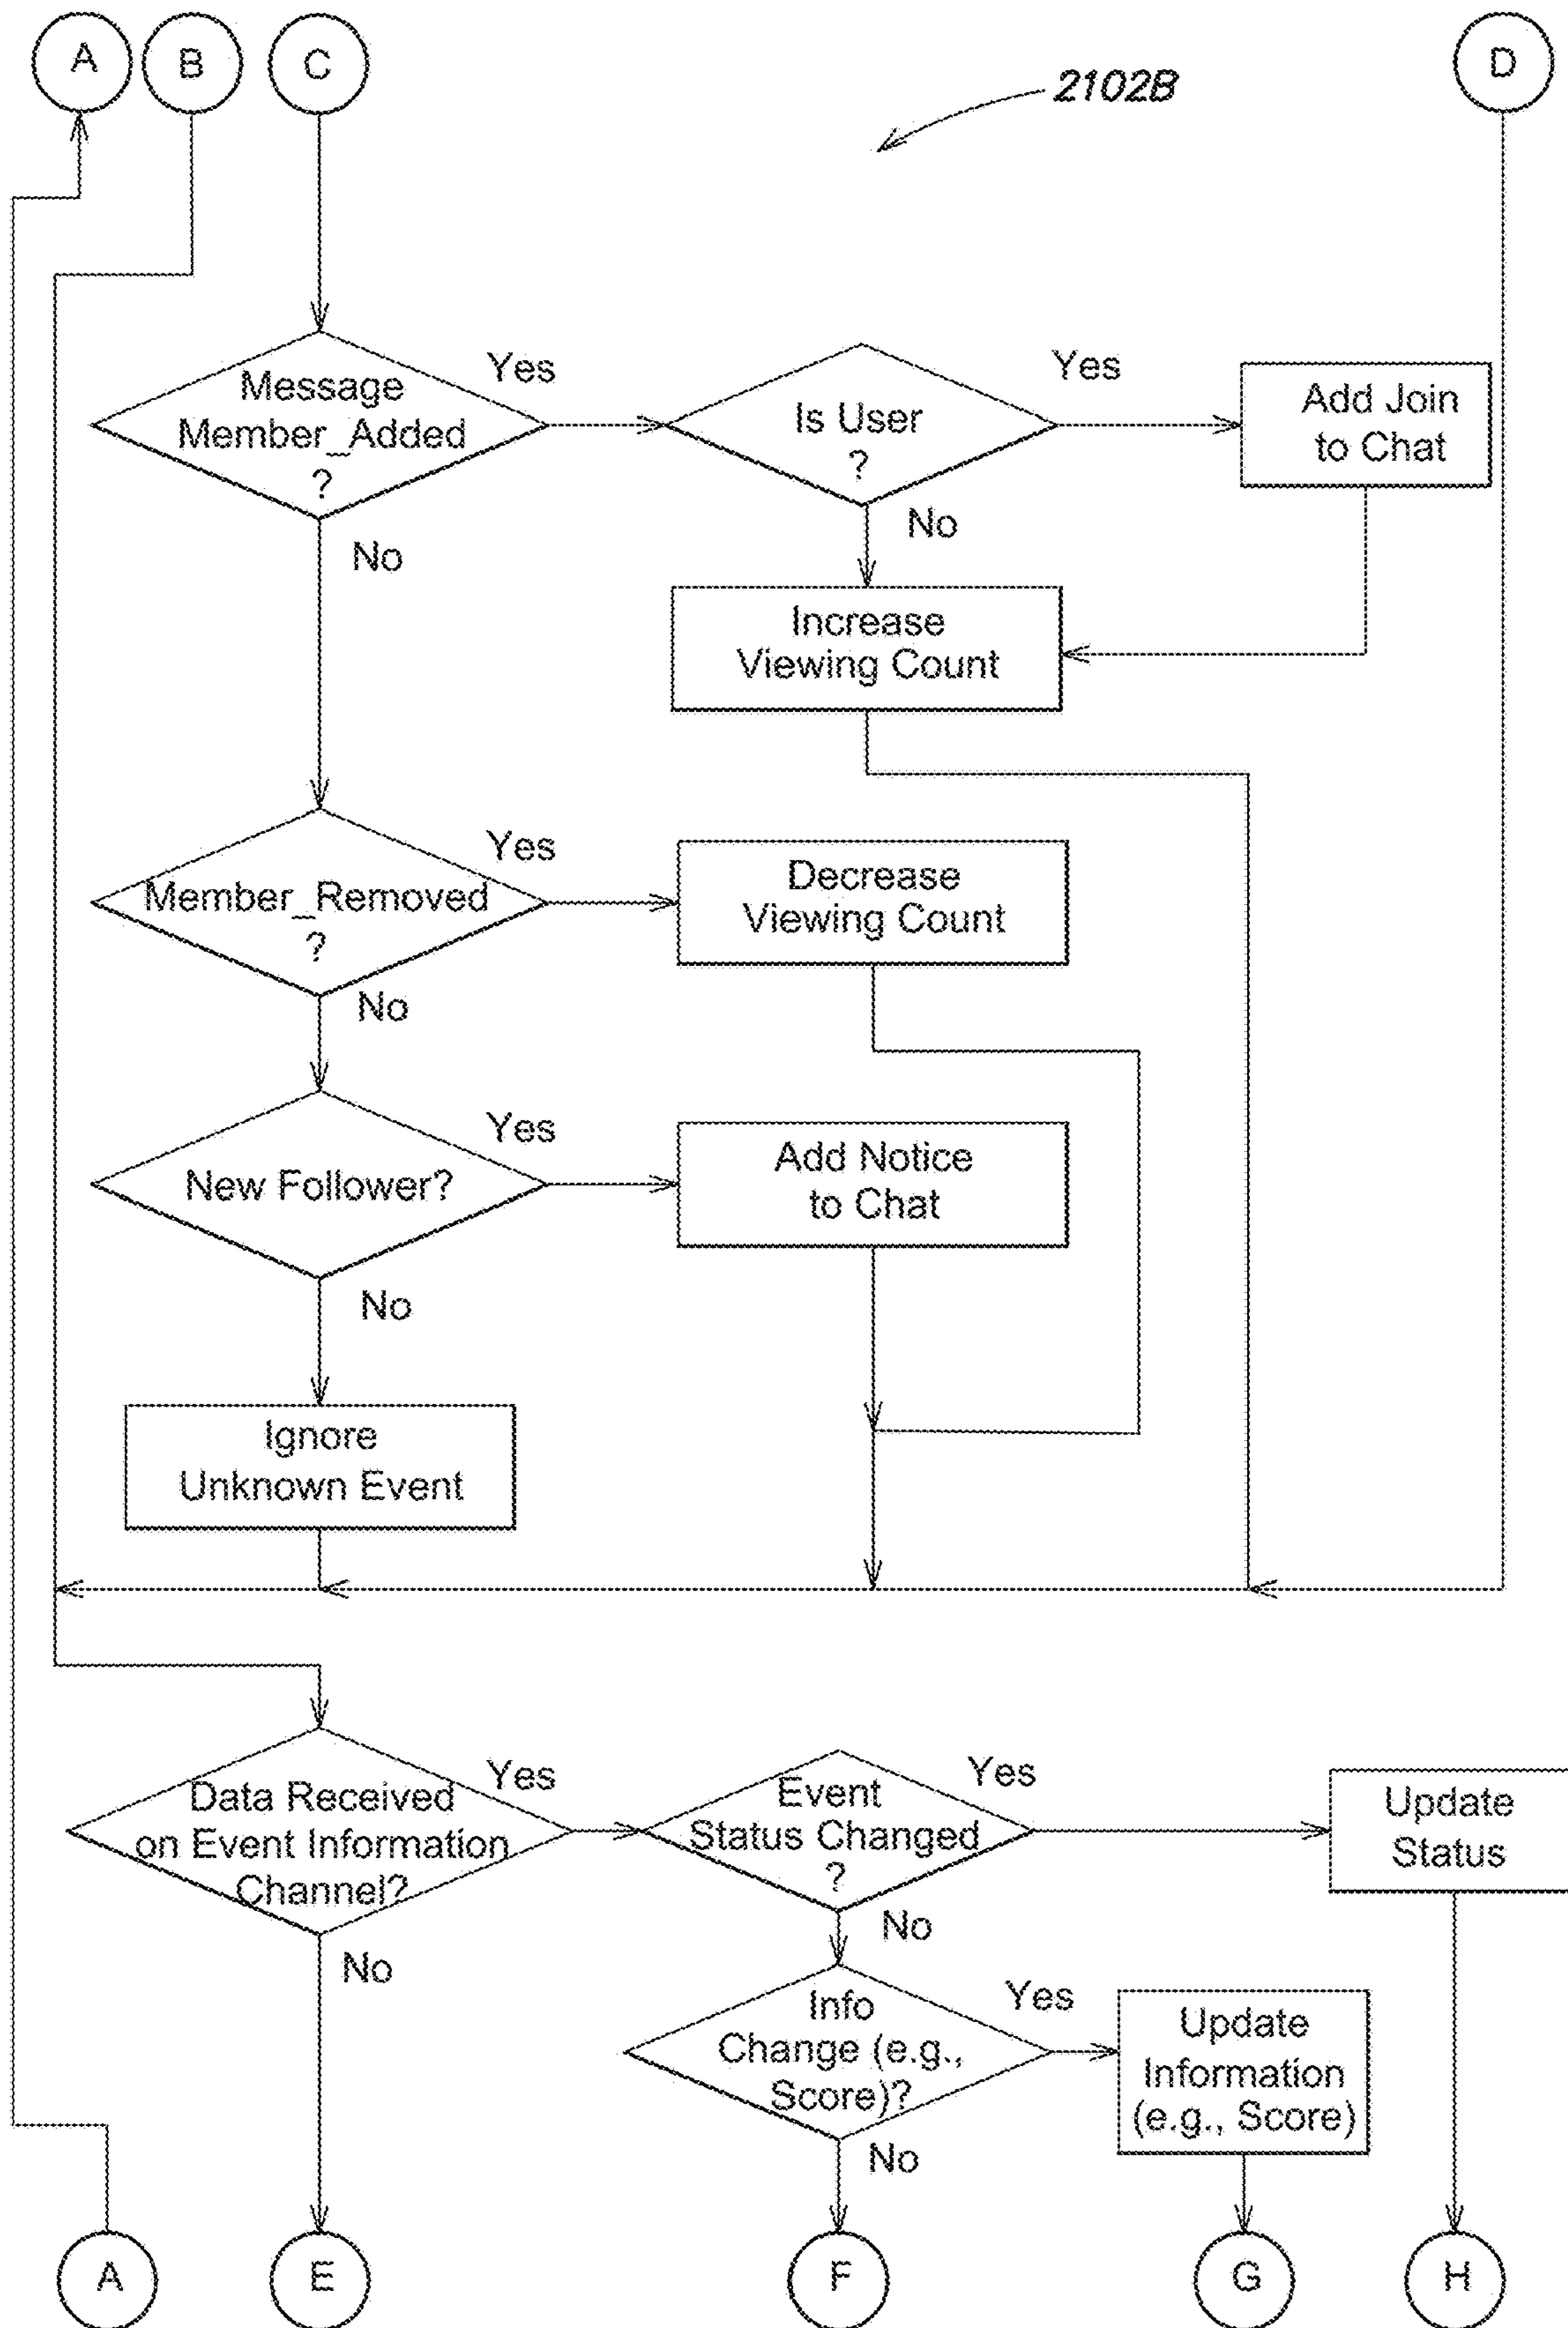 A
B
C
D
2102B
Message
Member_Added
?
Yes
Is User
?
Yes
Add Join
to Chat
No
No
Increase
Viewing Count
Member_Removed
?
Yes
Decrease
Viewing Count
No
New Follower?
Yes
Add Notice
to Chat
No
Ignore
Unknown Event
Data Received
on Event Information
Channel?
Yes
Event
Status Changed
?
Yes
Update
Status
No
No
Info
Change (e.g.,
Score)?
Yes
Update
Information
(e.g., Score)
No
A
E
F
G
H